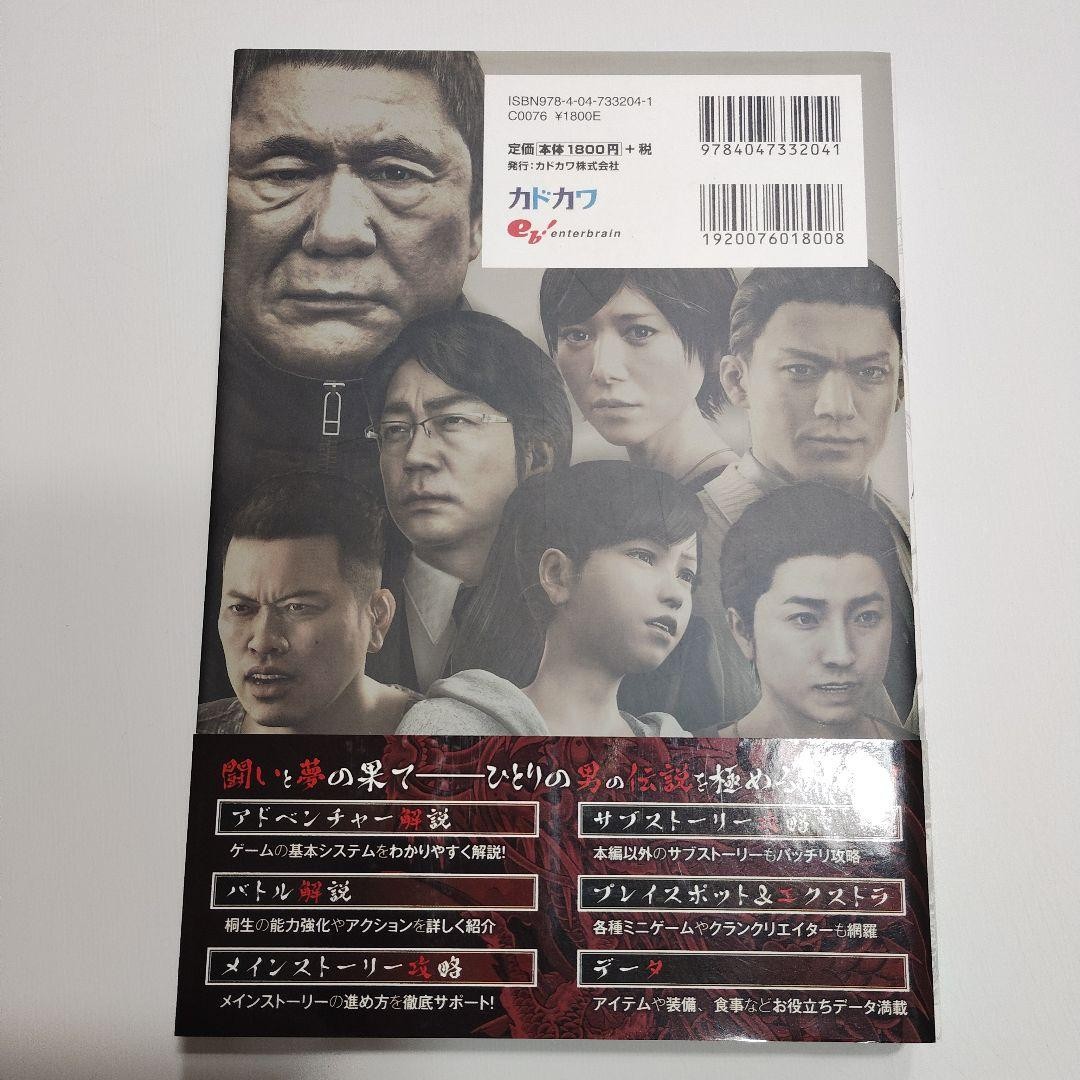 ISBN978-4-04-733204-1
C0076 ¥1800E
定価 本体1800円 +税
発行:カドカワ株式会社
カドカワ
eb! enterbrain
9784047332041
1920076018008
闘いと夢の果て――ひとりの男の伝説を極める
アドベンチャー解説
ゲームの基本システムをわかりやすく解説!
バトル解説
桐生の能力強化やアクションを詳しく紹介
メインストーリー攻略
メインストーリーの進め方を徹底サポート!
サブストーリー攻略
本編以外のサブストーリーもバッチリ攻略
プレイスポット&エクストラ
各種ミニゲームやクランクリエイターも網羅
データ
アイテムや装備、食事などお役立ちデータ満載